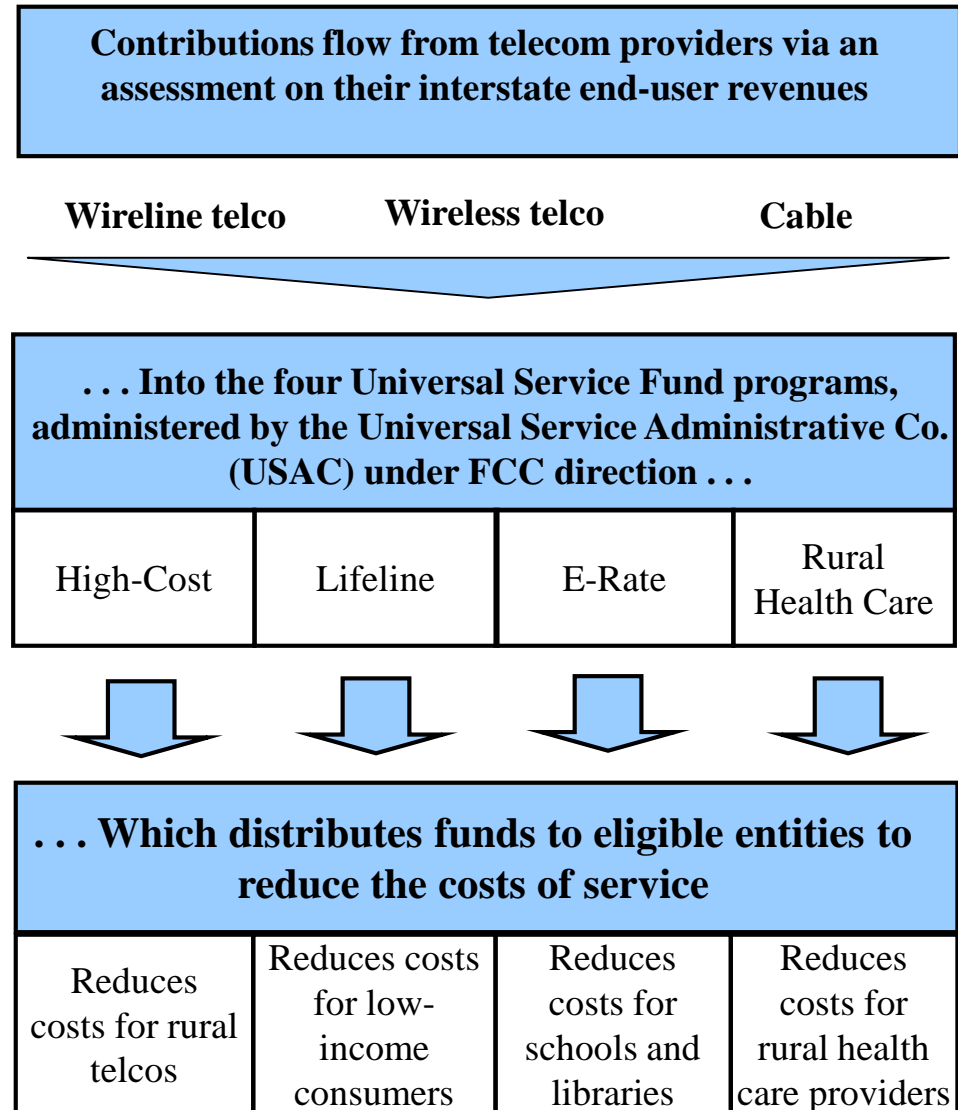 Contributions flow from telecom providers via an
assessment on their interstate end-user revenues
Wireline telco
Wireless telco
Cable
. . . Into the four Universal Service Fund programs,
administered by the Universal Service Administrative Co.
(USAC) under FCC direction . . .
High-Cost
Lifeline
E-Rate
Rural
Health Care
. . . Which distributes funds to eligible entities to
reduce the costs of service
Reduces
costs for rural
telcos
Reduces costs
for low-
income
consumers
Reduces
costs for
schools and
libraries
Reduces
costs for
rural health
care providers